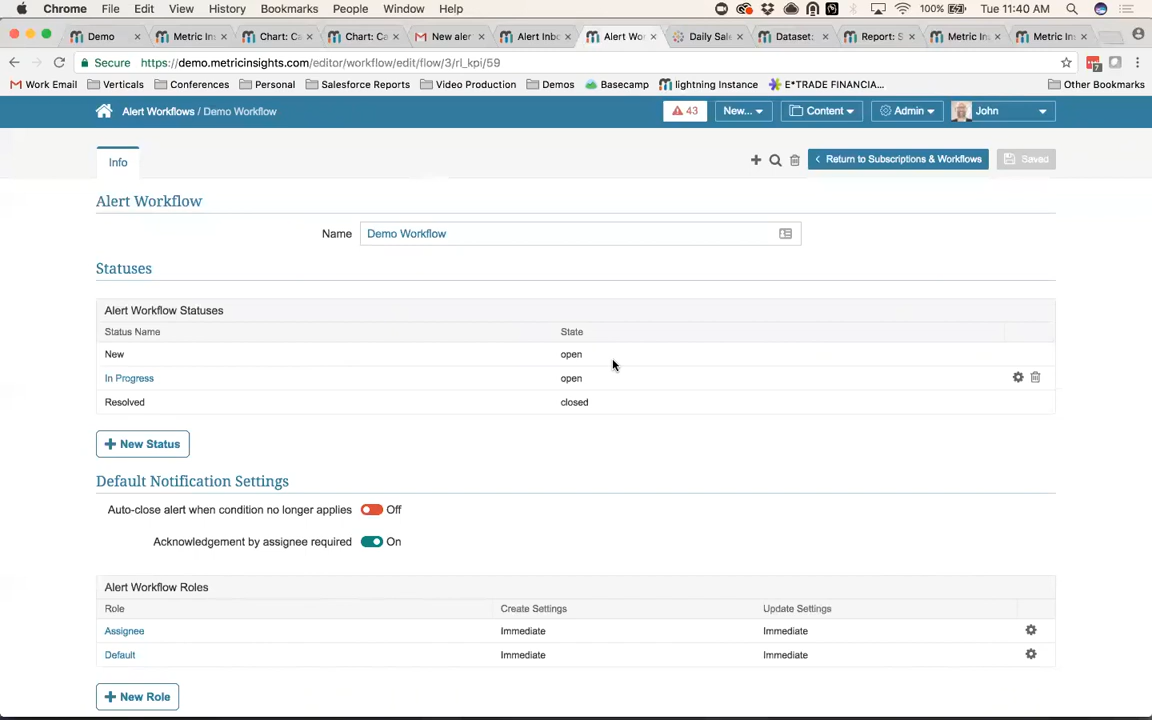 Chrome File Edit View History Bookmarks People Window Help 100% Tue 11:40 AM
Demo Metric In: Chart: Ca Chart: Ca New aler Alert Inbo Alert Wo Daily Sale Dataset: Report: S Metric In: Metric In:
Secure https://demo.metricinsights.com/editor/workflow/edit/flow/3/rl_kpi/59 7
Work Email Verticals Conferences Personal Salesforce Reports Video Production Demos Basecamp lightning Instance E*TRADE FINANCIA... Other Bookmarks
Alert Workflows / Demo Workflow 43 New... Content Admin John
Info Return to Subscriptions & Workflows Saved
Alert Workflow
Name Demo Workflow
Statuses
Alert Workflow Statuses
Status Name State
New open
In Progress open
Resolved closed
+ New Status
Default Notification Settings
Auto-close alert when condition no longer applies Off
Acknowledgement by assignee required On
Alert Workflow Roles
Role Create Settings Update Settings
Assignee Immediate Immediate
Default Immediate Immediate
+ New Role